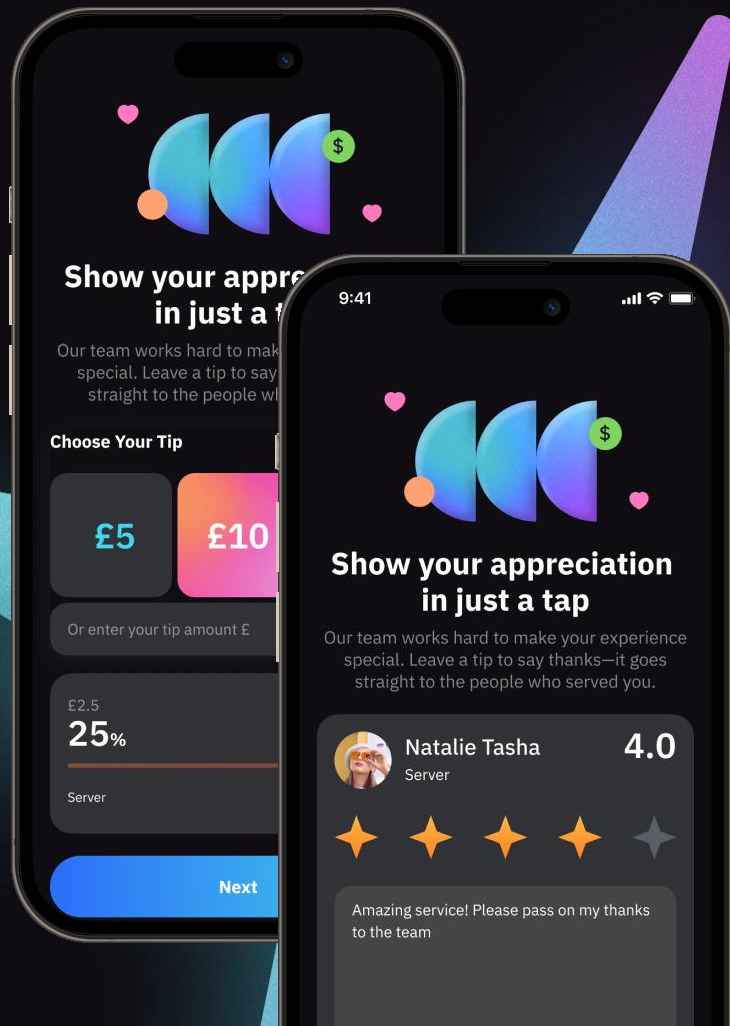 $
Show your appre
in just a
Our team works hard to mak
special. Leave a tip to say
straight to the people
Choose Your Tip
£5
£10
Or enter your tip amount £
£2.5
25%
Server
Next
9:41
$
Show your appreciation
in just a tap
Our team works hard to make your experience
special. Leave a tip to say thanks—it goes
straight to the people who served you.
Natalie Tasha
4.0
Server
Amazing service! Please pass on my thanks
to the team